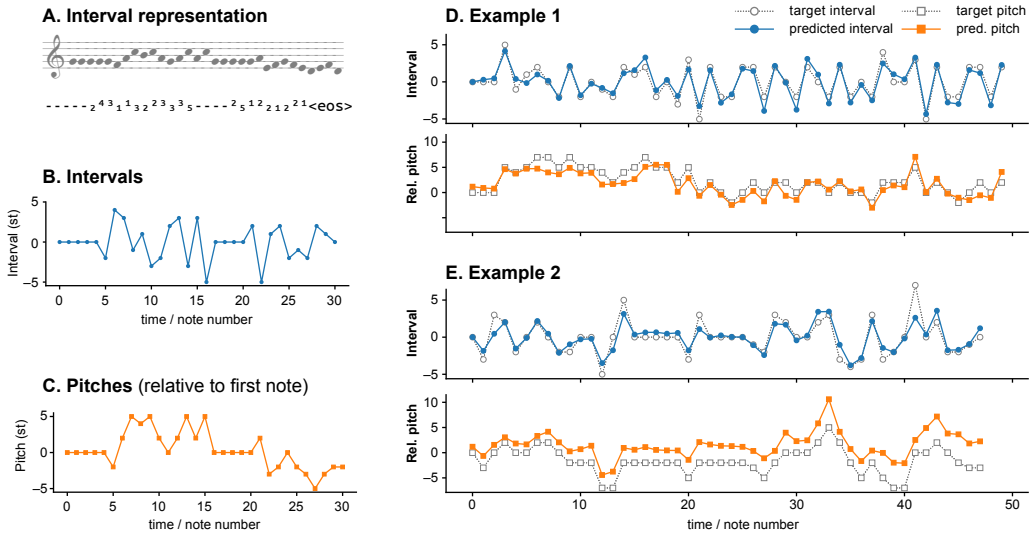 A. Interval representation
- - - - - 2 4 3 1 1 3 2 2 3 3 3 5 - - - - - 2 5 1 2 2 1 1 2 2 1 <eos>
B. Intervals
Interval (st)
5
0
−5
0 5 10 15 20 25 30
time / note number
C. Pitches (relative to first note)
Pitch (st)
5
0
−5
0 5 10 15 20 25 30
time / note number
D. Example 1
target interval
predicted interval
target pitch
pred. pitch
Interval
5
0
−5
Rel. pitch
10
5
0
E. Example 2
Interval
5
0
−5
Rel. pitch
10
5
0
−5
0 10 20 30 40 50
time / note number